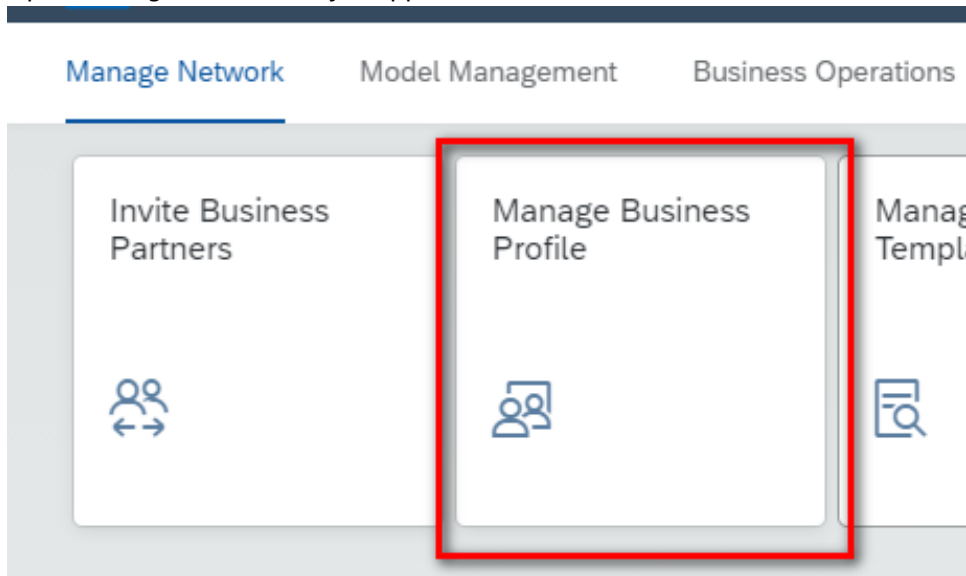 Manage Network Model Management Business Operations
Invite Business
Partners
Manage Business
Profile